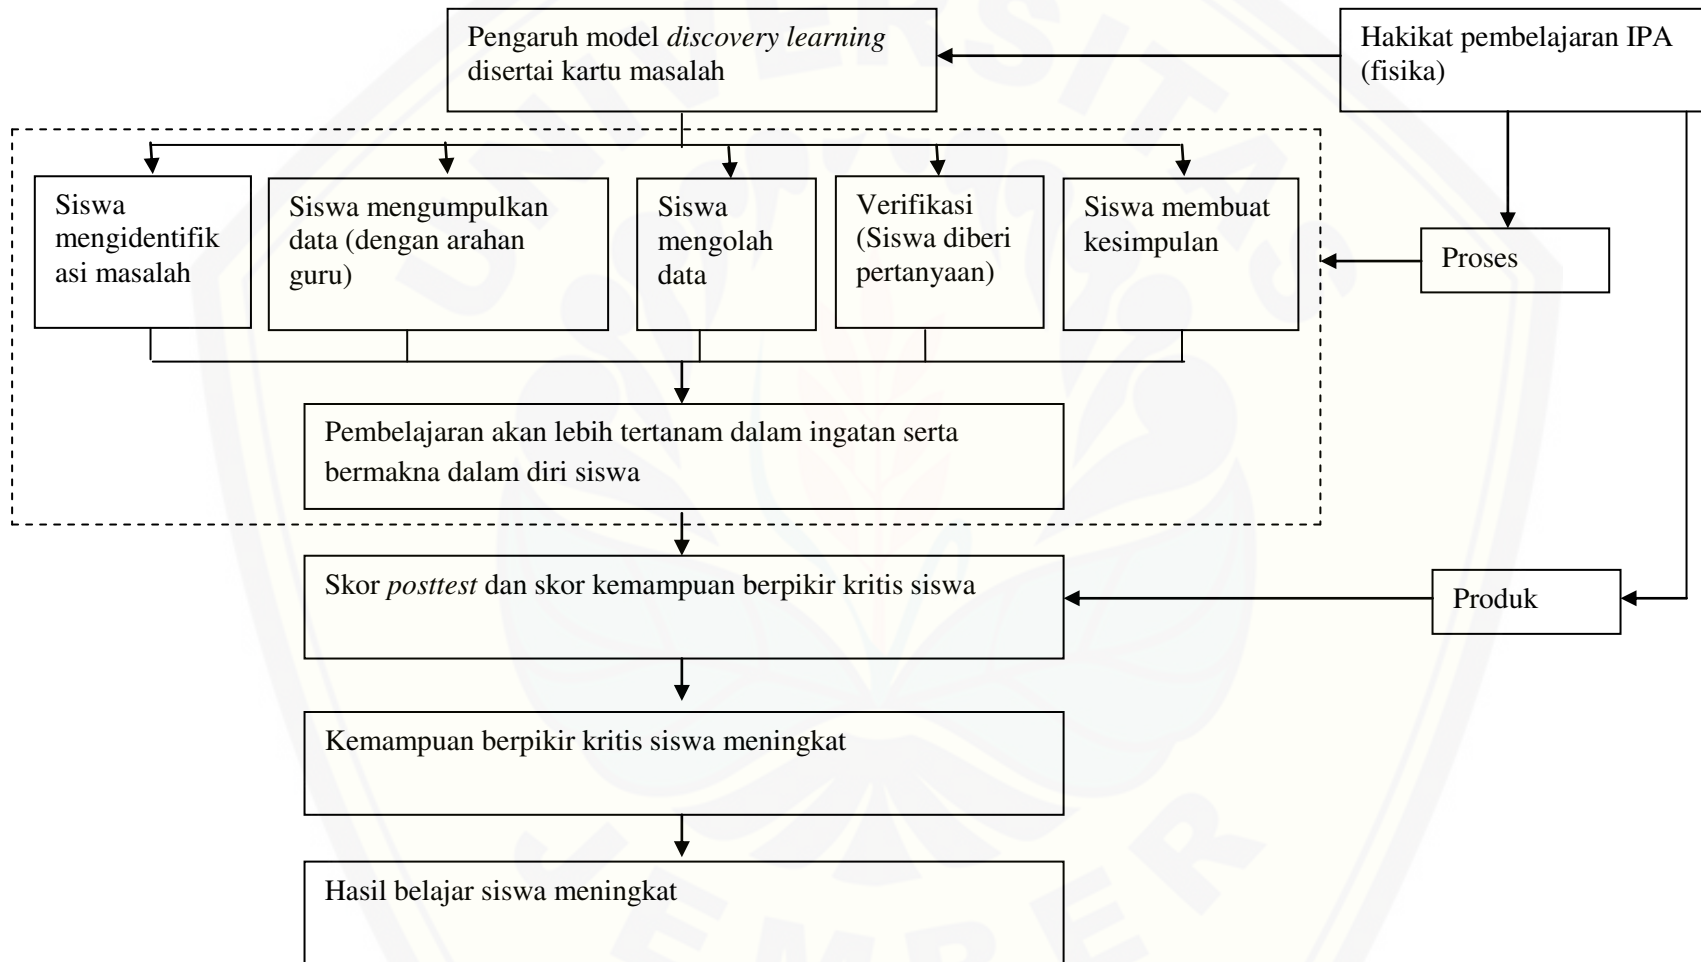 Pengaruh model discovery learning
disertai kartu masalah
Hakikat pembelajaran IPA
(fisika)
Siswa
mengidentifik
asi masalah
Siswa mengumpulkan
data (dengan arahan
guru)
Siswa
mengolah
data
Verifikasi
(Siswa diberi
pertanyaan)
Siswa membuat
kesimpulan
Proses
Pembelajaran akan lebih tertanam dalam ingatan serta
bermakna dalam diri siswa
Skor posttest dan skor kemampuan berpikir kritis siswa
Produk
Kemampuan berpikir kritis siswa meningkat
Hasil belajar siswa meningkat
UNIVERSITAS
JEMBER